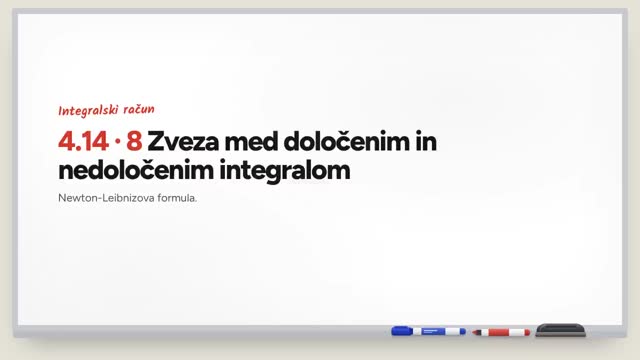 Integralski račun
4.14 · 8 Zveza med določenim in
nedoločenim integralom
Newton-Leibnizova formula.